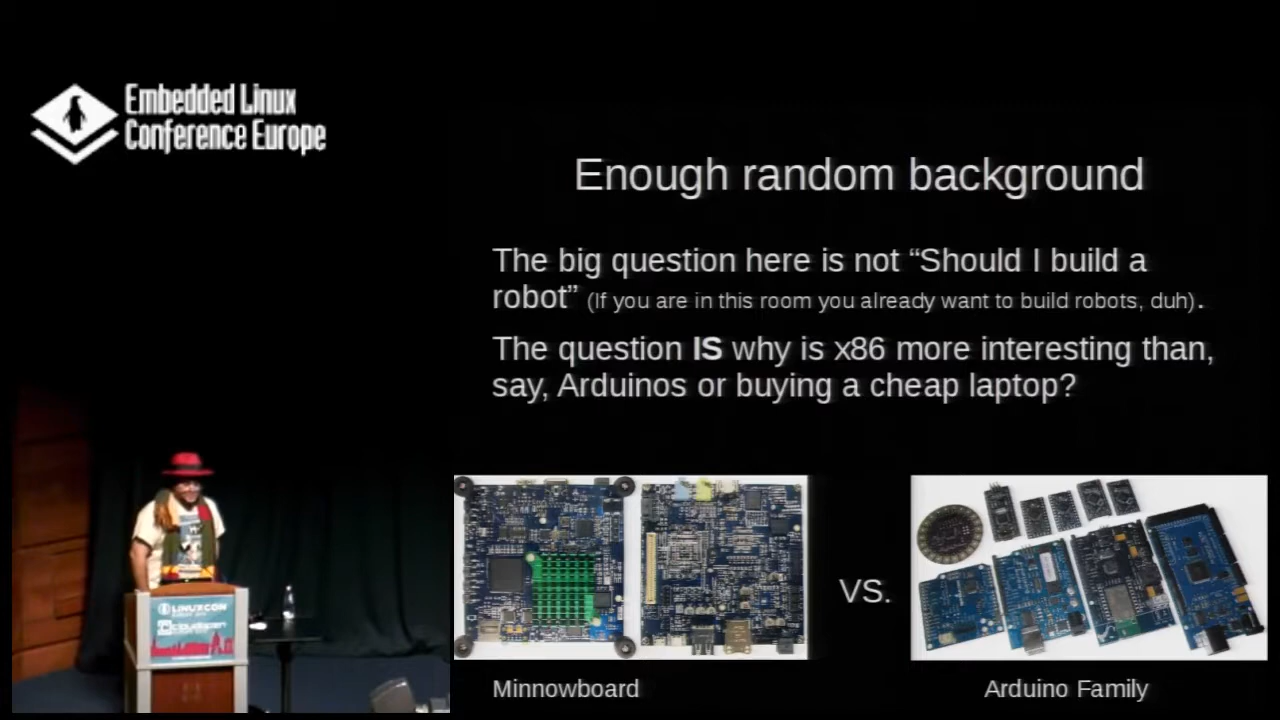 Embedded Linux
Conference Europe
Enough random background
The big question here is not “Should I build a
robot” (If you are in this room you already want to build robots, duh).
The question IS why is x86 more interesting than,
say, Arduinos or buying a cheap laptop?
VS.
Minnowboard
Arduino Family
LINUXCON
cloudopen